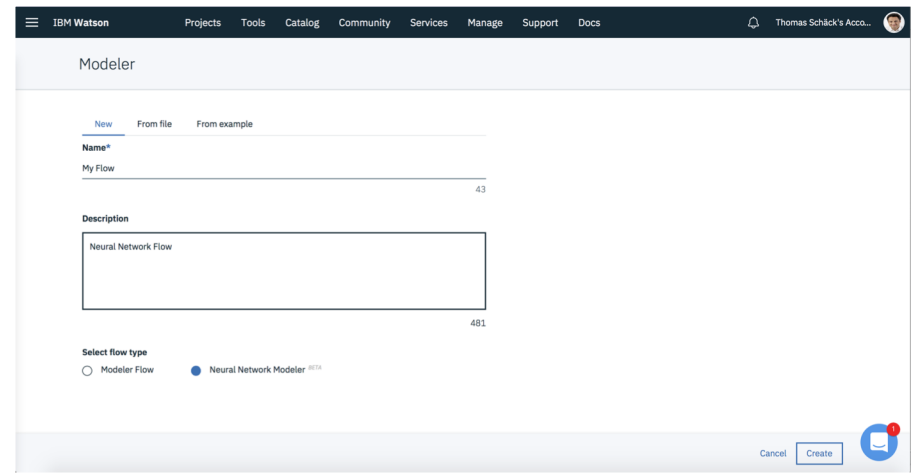 IBM Watson Projects Tools Catalog Community Services Manage Support Docs Thomas Schäck's Acco...
Modeler
New From file From example
Name*
My Flow
43
Description
Neural Network Flow
481
Select flow type
Modeler Flow Neural Network Modeler BETA
1
Cancel Create